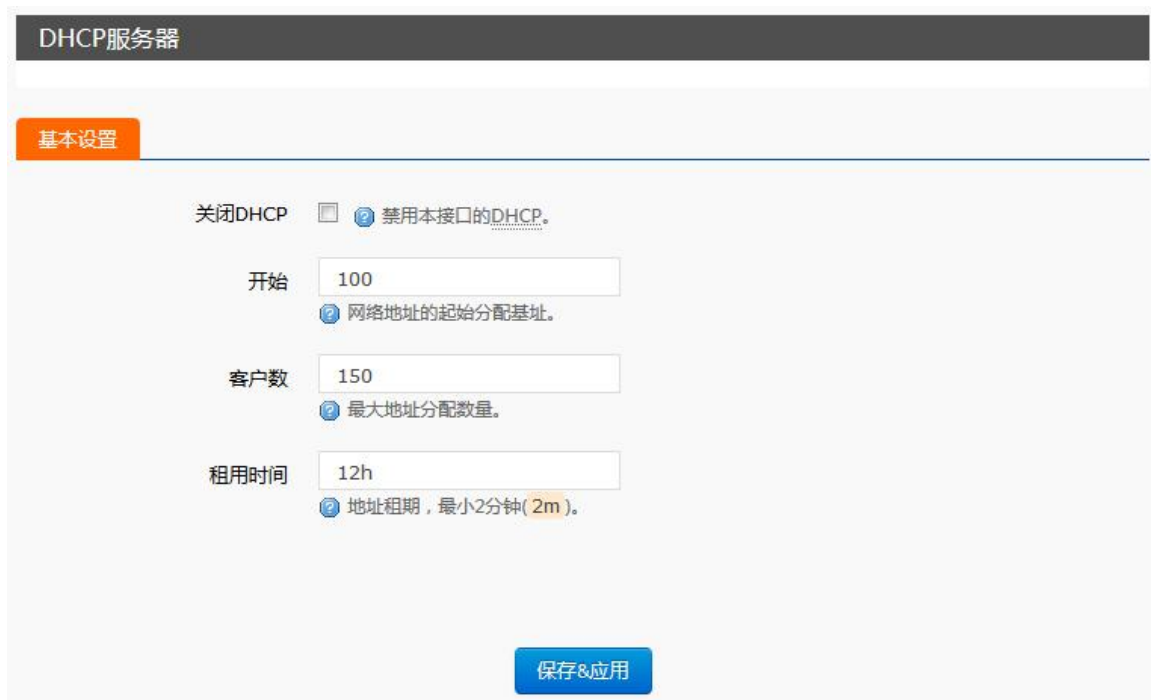 DHCP服务器
基本设置
关闭DHCP 禁用本接口的DHCP。
开始 100
网络地址的起始分配基址。
客户数 150
最大地址分配数量。
租用时间 12h
地址租期，最小2分钟(2m)。
保存&应用